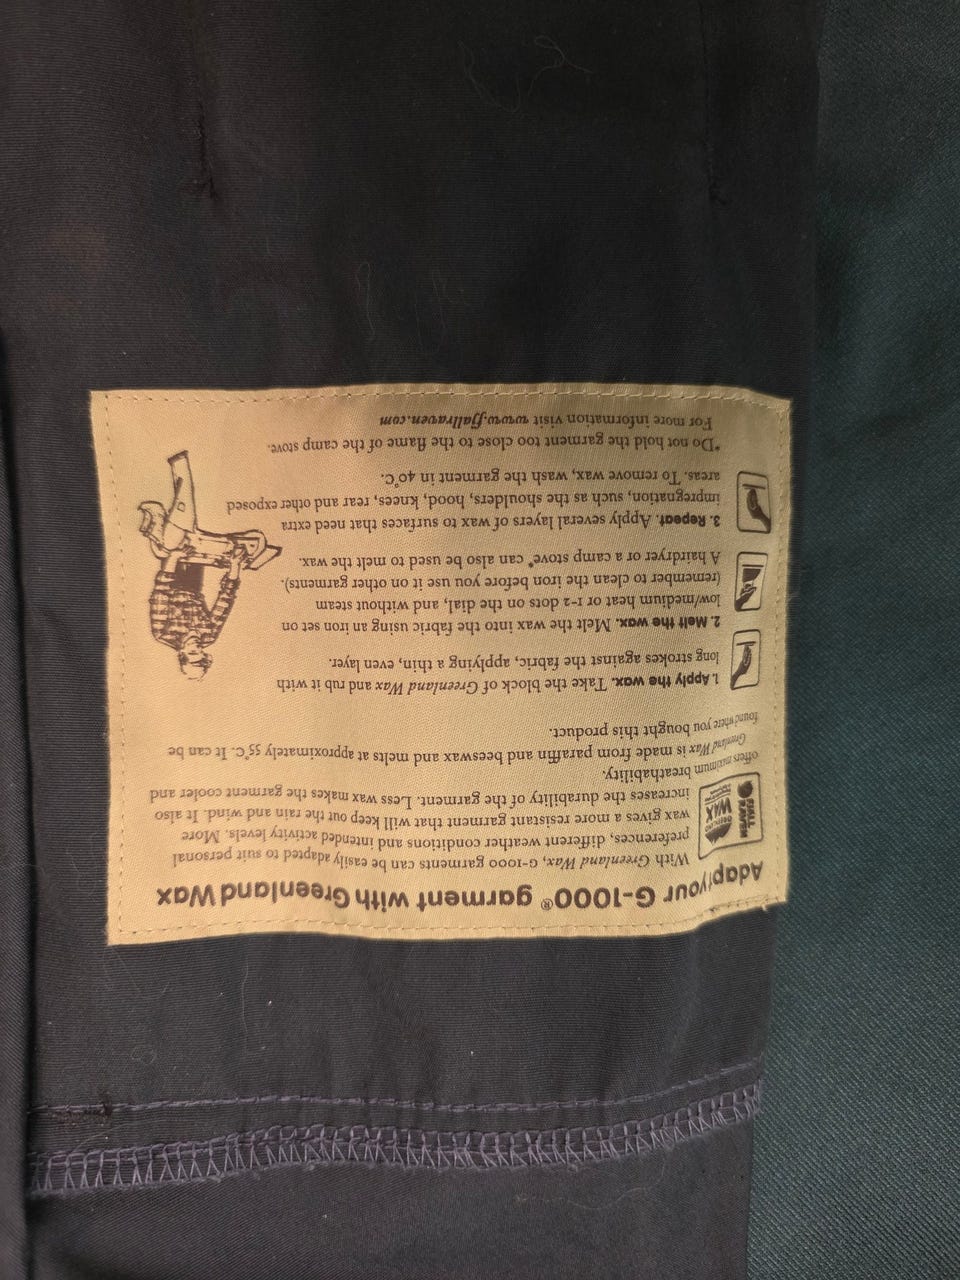 Adapt your G-1000® garment with Greenland Wax
With Greenland Wax, G-1000 garments can be easily adapted to suit personal
preferences, different weather conditions and intended activity levels. More
wax gives a more resistant garment that will keep out the rain and wind. It also
increases the durability of the garment. Less wax makes the garment cooler and
offers maximum breathability.
Greenland Wax is made from paraffin and beeswax and melts at approximately 55°C. It can be
found where you bought this product.
FJÄLL
RÄVEN
GREENLAND
WAX
1. Apply the wax. Take the block of Greenland Wax and rub it with
long strokes against the fabric, applying a thin, even layer.
2. Melt the wax. Melt the wax into the fabric using an iron set on
low/medium heat or 1-2 dots on the dial, and without steam
(remember to clean the iron before you use it on other garments).
A hairdryer or a camp stove* can also be used to melt the wax.
3. Repeat. Apply several layers of wax to surfaces that need extra
impregnation, such as the shoulders, hood, knees, rear and other exposed
areas. To remove wax, wash the garment in 40°C.
*Do not hold the garment too close to the flame of the camp stove.
For more information visit www.fjallraven.com